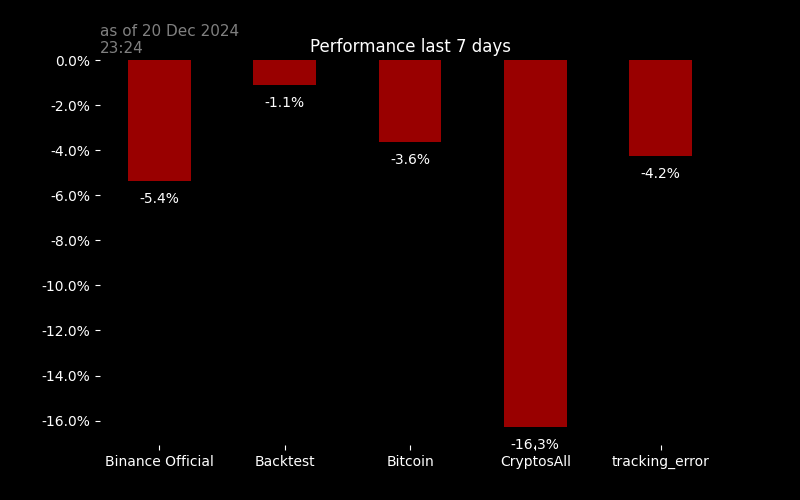 as of 20 Dec 2024
23:24
Performance last 7 days
0.0%
-2.0%
-4.0%
-6.0%
-8.0%
-10.0%
-12.0%
-14.0%
-16.0%
-5.4%
-1.1%
-3.6%
-16.3%
-4.2%
Binance Official
Backtest
Bitcoin
CryptosAll
tracking_error